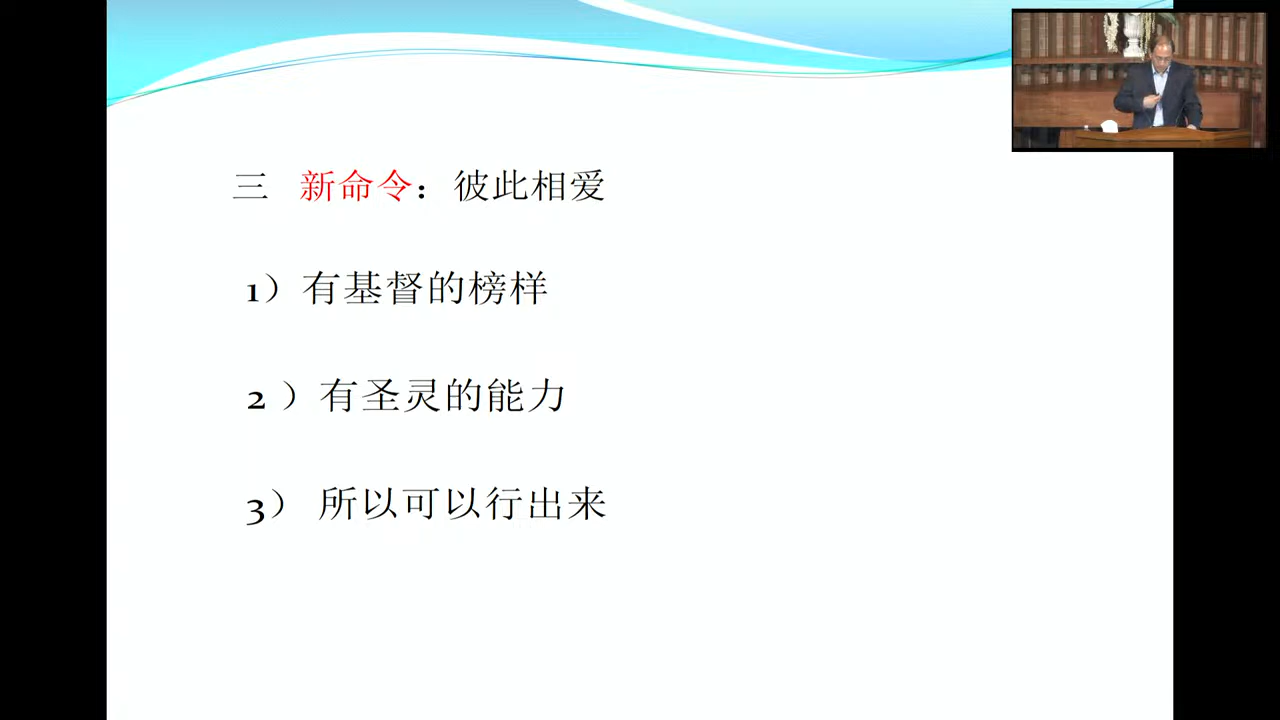 三 新命令：彼此相爱
1）有基督的榜样
2 ）有圣灵的能力
3） 所以可以行出来